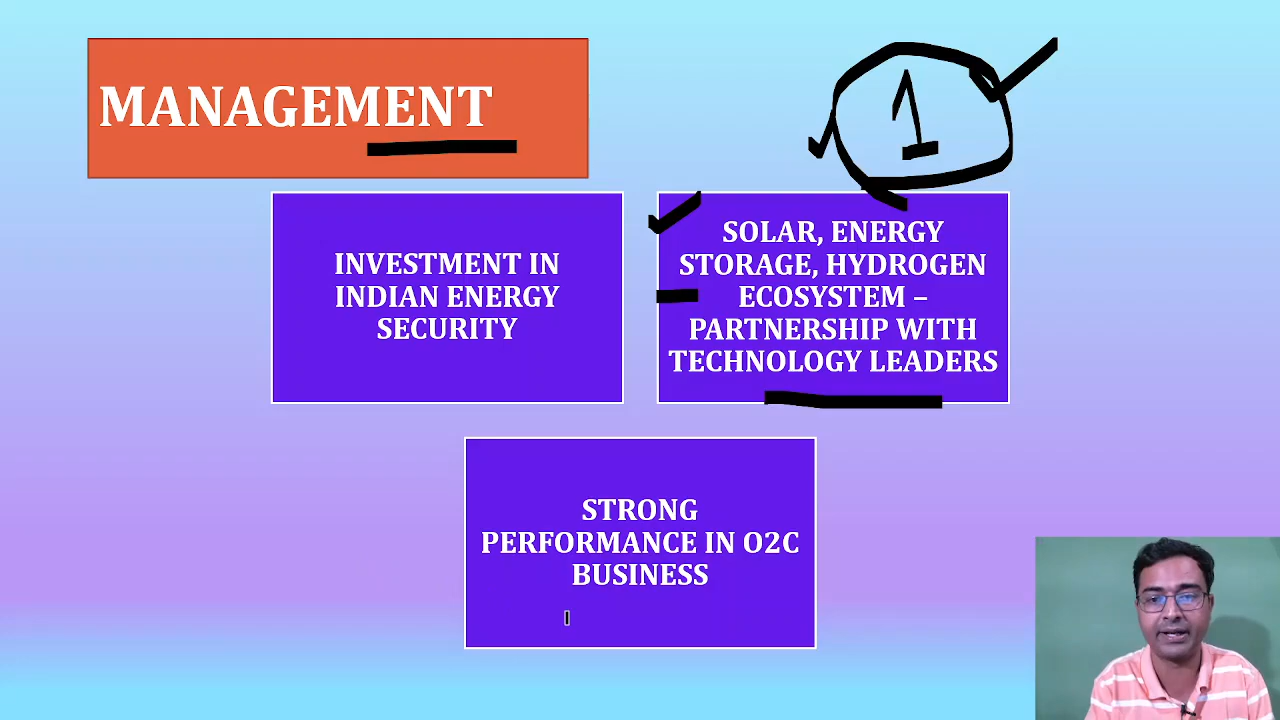 MANAGEMENT
1
INVESTMENT IN
INDIAN ENERGY
SECURITY
SOLAR, ENERGY
STORAGE, HYDROGEN
ECOSYSTEM –
PARTNERSHIP WITH
TECHNOLOGY LEADERS
STRONG
PERFORMANCE IN O2C
BUSINESS